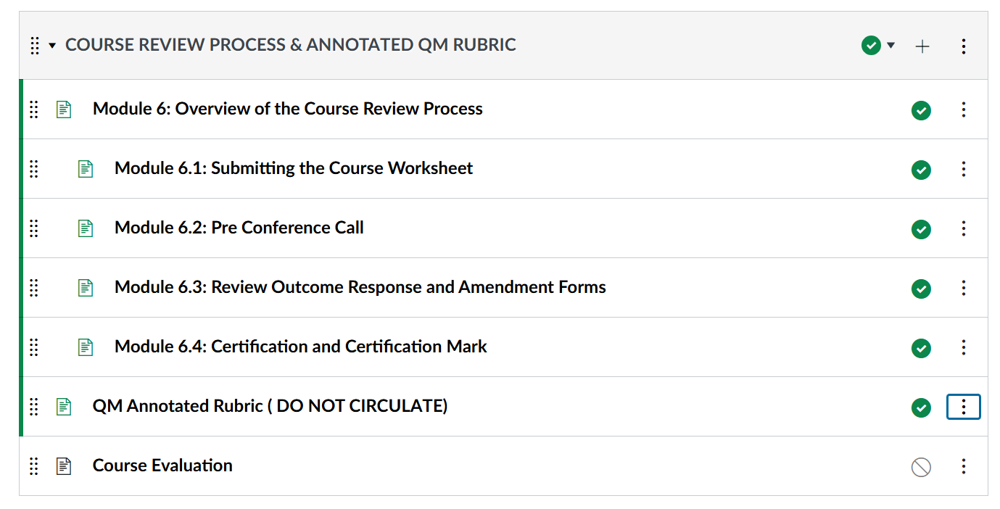 COURSE REVIEW PROCESS & ANNOTATED QM RUBRIC
Module 6: Overview of the Course Review Process
Module 6.1: Submitting the Course Worksheet
Module 6.2: Pre Conference Call
Module 6.3: Review Outcome Response and Amendment Forms
Module 6.4: Certification and Certification Mark
QM Annotated Rubric ( DO NOT CIRCULATE)
Course Evaluation